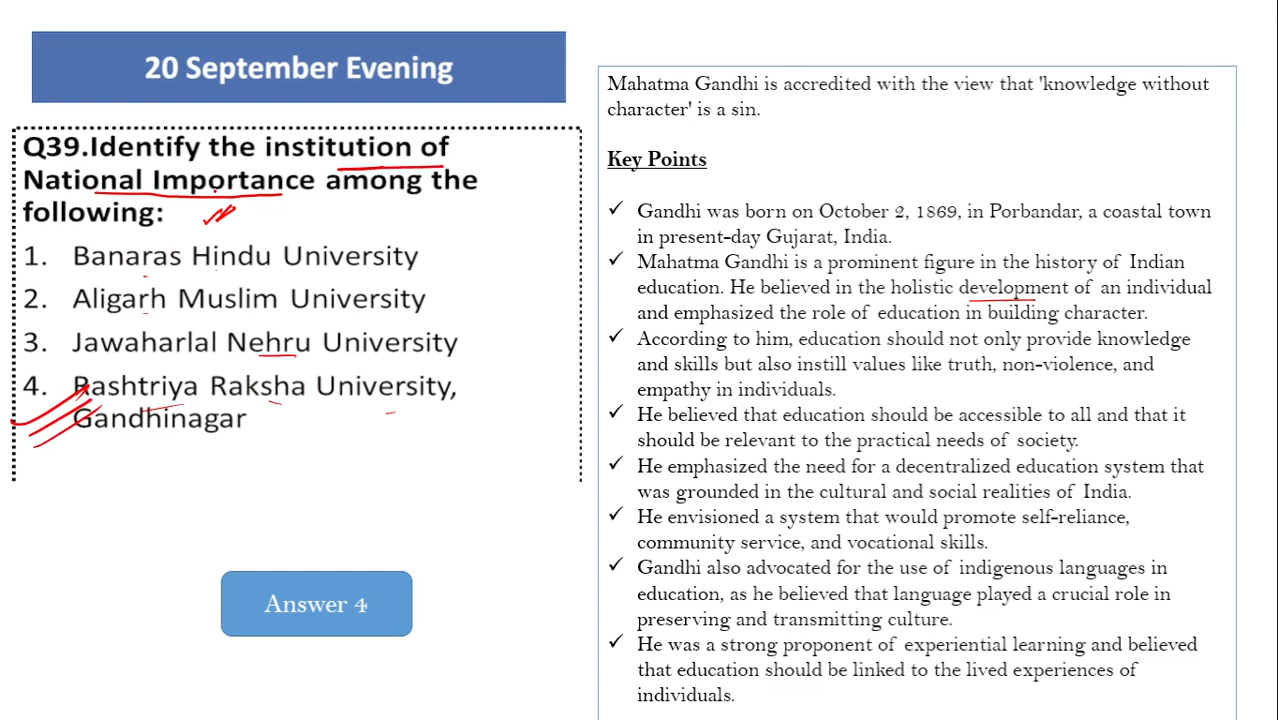 20 September Evening
Q39.Identify the institution of
National Importance among the
following:
1. Banaras Hindu University
2. Aligarh Muslim University
3. Jawaharlal Nehru University
4. Rashtriya Raksha University,
Gandhinagar
Answer 4
Mahatma Gandhi is accredited with the view that 'knowledge without
character' is a sin.
Key Points
✓ Gandhi was born on October 2, 1869, in Porbandar, a coastal town
in present-day Gujarat, India.
✓ Mahatma Gandhi is a prominent figure in the history of Indian
education. He believed in the holistic development of an individual
and emphasized the role of education in building character.
✓ According to him, education should not only provide knowledge
and skills but also instill values like truth, non-violence, and
empathy in individuals.
✓ He believed that education should be accessible to all and that it
should be relevant to the practical needs of society.
✓ He emphasized the need for a decentralized education system that
was grounded in the cultural and social realities of India.
✓ He envisioned a system that would promote self-reliance,
community service, and vocational skills.
✓ Gandhi also advocated for the use of indigenous languages in
education, as he believed that language played a crucial role in
preserving and transmitting culture.
✓ He was a strong proponent of experiential learning and believed
that education should be linked to the lived experiences of
individuals.